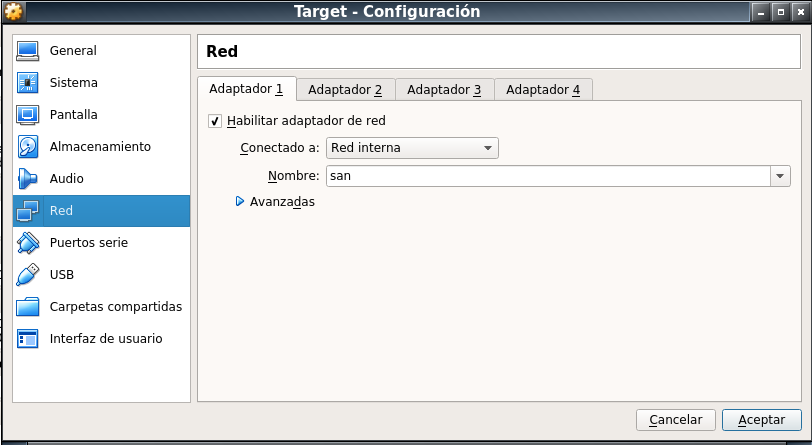 Target - Configuración
General
Sistema
Pantalla
Almacenamiento
Audio
Red
Puertos serie
USB
Carpetas compartidas
Interfaz de usuario
Red
Adaptador 1 Adaptador 2 Adaptador 3 Adaptador 4
Habilitar adaptador de red
Conectado a: Red interna
Nombre: san
Avanzadas
Cancelar Aceptar